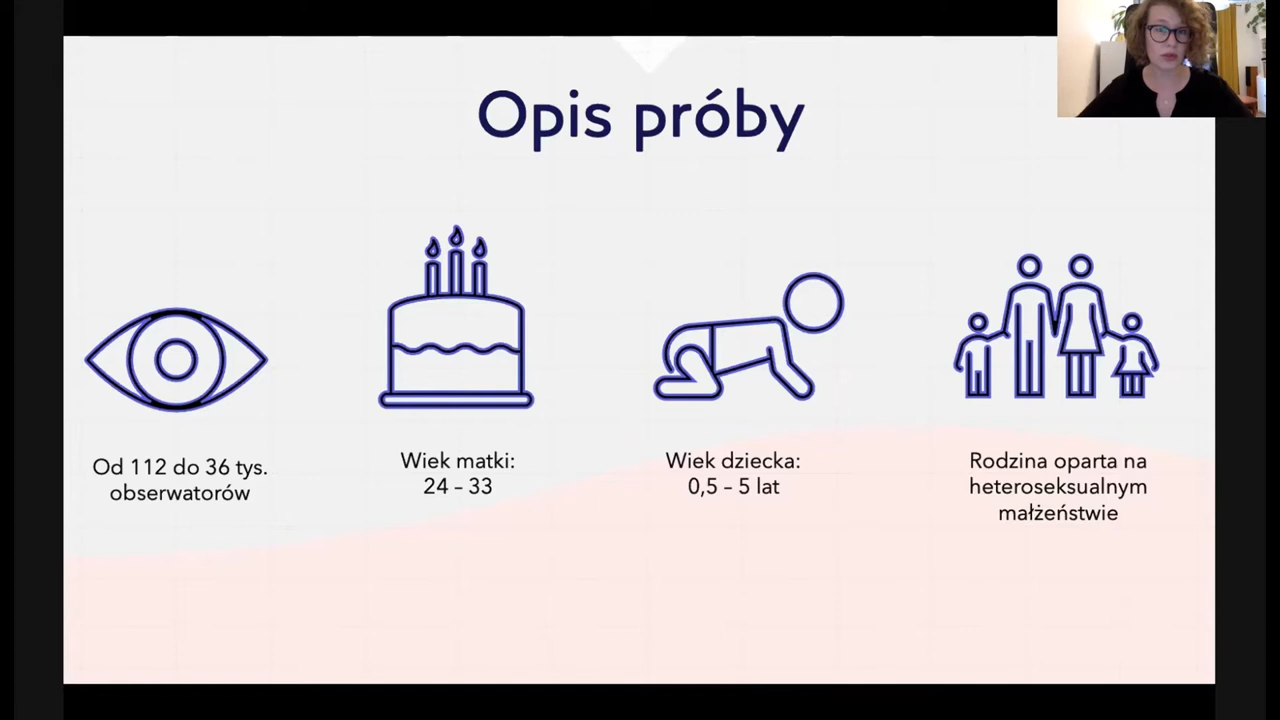 Opis próby
Od 112 do 36 tys.
obserwatorów
Wiek matki:
24 – 33
Wiek dziecka:
0,5 – 5 lat
Rodzina oparta na
heteroseksualnym
małżeństwie